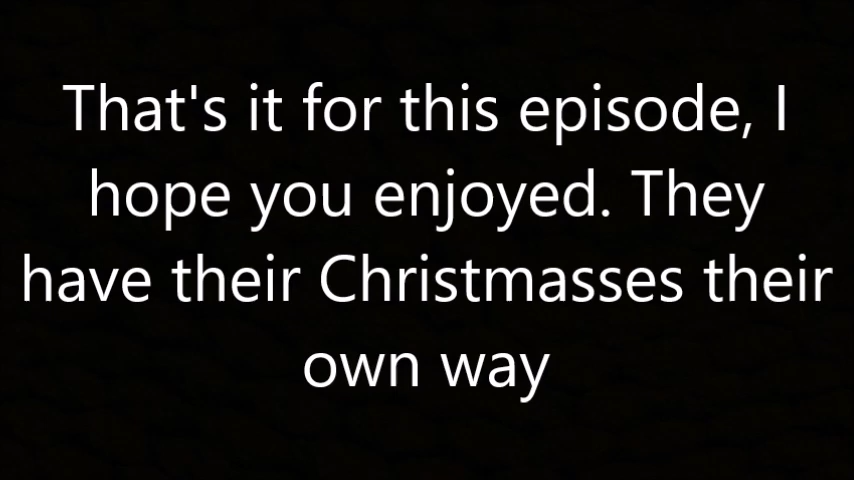 That's it for this episode, I
hope you enjoyed. They
have their Christmasses their
own way